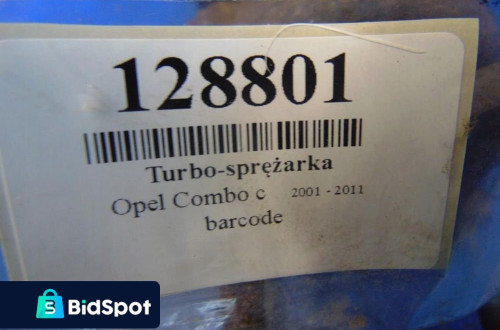 128801
Turbo-sprężarka
Opel Combo c 2001 - 2011
barcode
S
BidSpot